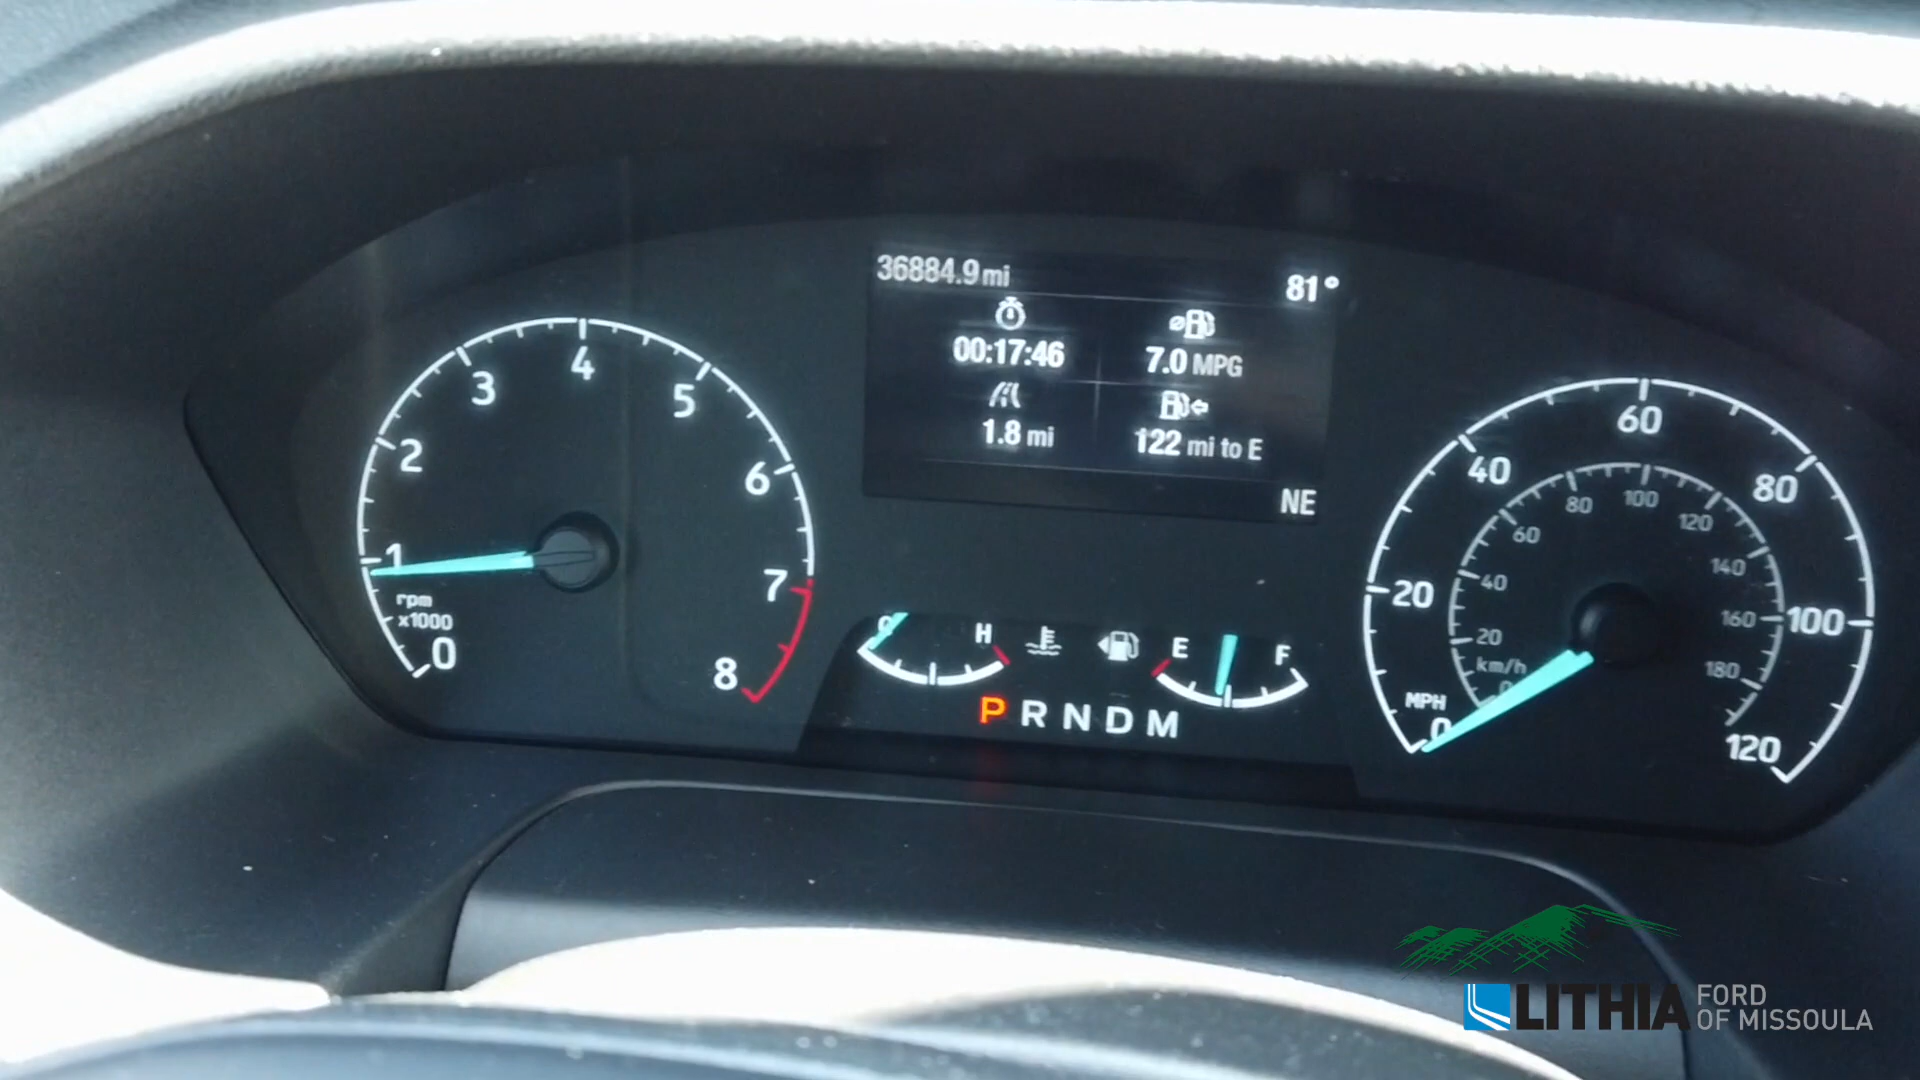 36884.9 mi 81°
00:17:46 7.0 MPG
1.8 mi 122 mi to E
NE
0 1 2 3 4 5 6 7 8
rpm
x1000
C H E F
P R N D M
0 20 40 60 80 100 120
MPH
0 20 40 60 80 100 120 140 160 180
km/h
LITHIA FORD
OF MISSOULA